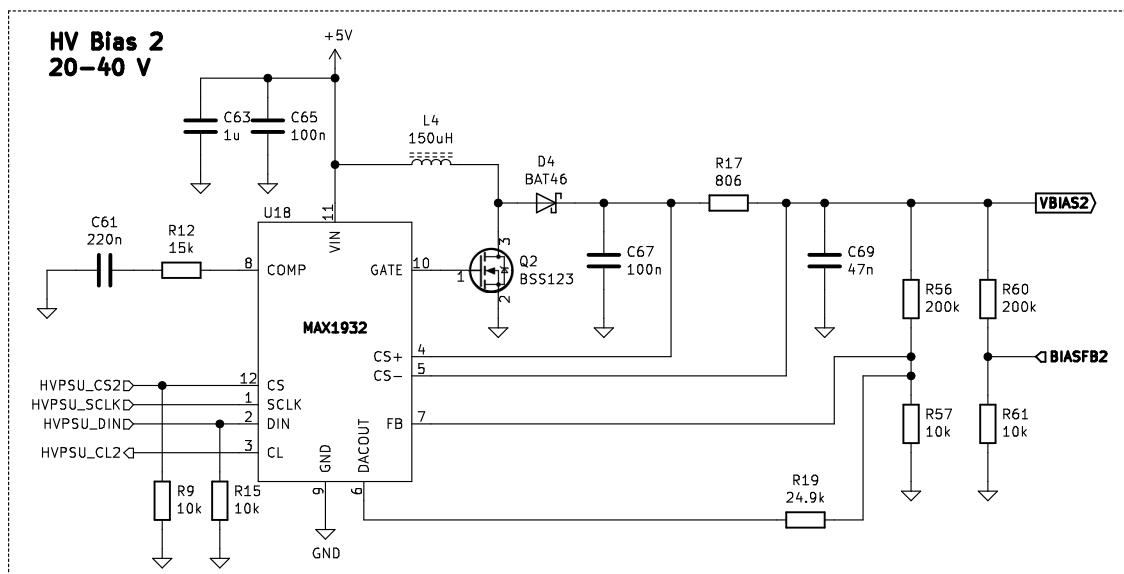 HV Bias 2
20-40 V
+5V
C63
1u
C65
100n
L4
150uH
D4
BAT46
R17
806
VBIAS2
C61
220n
R12
15k
U18
11
VIN
8
COMP
GATE
10
1
3
2
Q2
BSS123
C67
100n
C69
47n
R56
200k
R60
200k
MAX1932
CS+
4
CS-
5
BIASFB2
HVPSU_CS2
12
CS
HVPSU_SCLK
1
SCLK
HVPSU_DIN
2
DIN
FB
7
HVPSU_CL2
3
CL
GND
DACOUT
9
6
R57
10k
R61
10k
R9
10k
R15
10k
R19
24.9k
GND